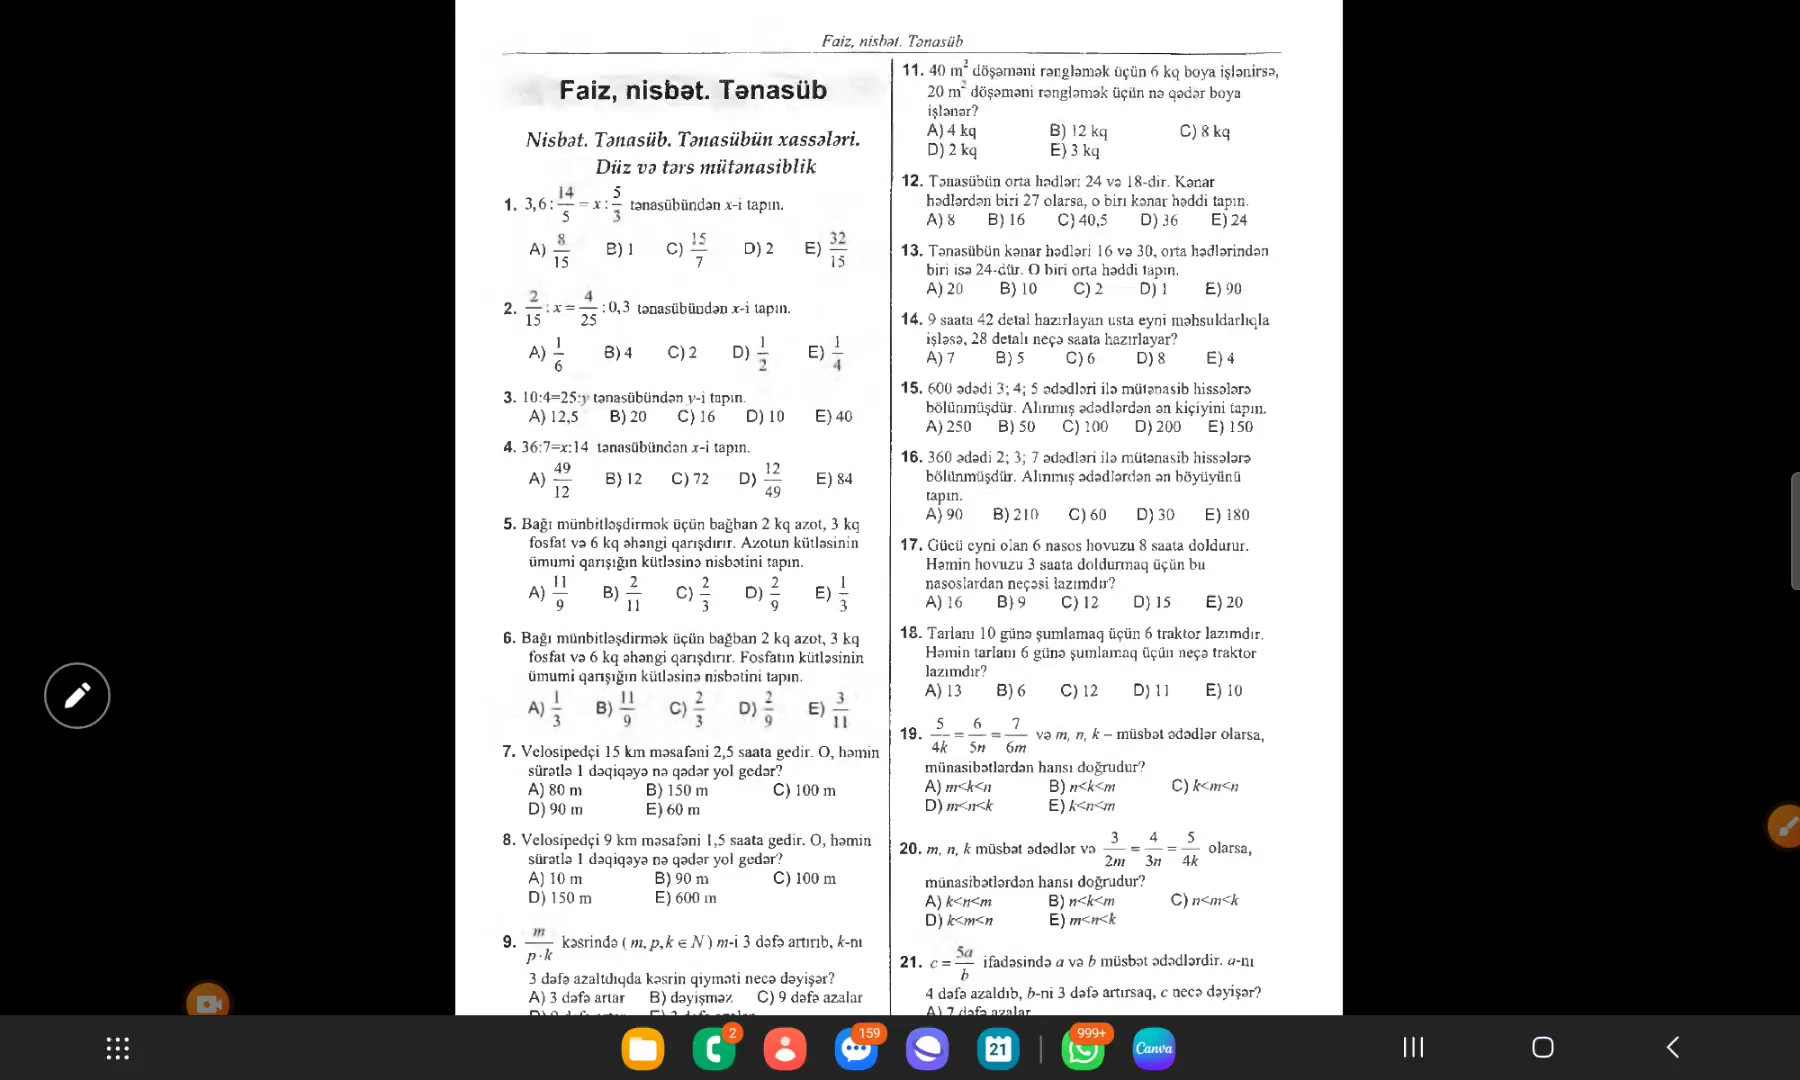 Faiz, nisbət. Tənasüb
Faiz, nisbət. Tənasüb
Nisbət. Tənasüb. Tənasübün xassələri.
Düz və tərs mütənasiblik
1. 3,6 : 14/5 = x : 5/3 tənasübündən x-i tapın.
A) 8/15 B) 1 C) 15/7 D) 2 E) 32/15
2. 2/15 : x = 4/25 : 0,3 tənasübündən x-i tapın.
A) 1/6 B) 4 C) 2 D) 1/2 E) 1/4
3. 10:4=25:y tənasübündən y-i tapın.
A) 12,5 B) 20 C) 16 D) 10 E) 40
4. 36:7=x:14 tənasübündən x-i tapın.
A) 49/12 B) 12 C) 72 D) 12/49 E) 84
5. Bağı münbitləşdirmək üçün bağban 2 kq azot, 3 kq
fosfat və 6 kq əhəngi qarışdırır. Azotun kütləsinin
ümumi qarışığın kütləsinə nisbətini tapın.
A) 11/9 B) 2/11 C) 2/3 D) 2/9 E) 1/3
6. Bağı münbitləşdirmək üçün bağban 2 kq azot, 3 kq
fosfat və 6 kq əhəngi qarışdırır. Fosfatın kütləsinin
ümumi qarışığın kütləsinə nisbətini tapın.
A) 1/3 B) 11/9 C) 2/3 D) 2/9 E) 3/11
7. Velosipedçi 15 km məsafəni 2,5 saata gedir. O, həmin
sürətlə 1 dəqiqəyə nə qədər yol gedər?
A) 80 m B) 150 m C) 100 m
D) 90 m E) 60 m
8. Velosipedçi 9 km məsafəni 1,5 saata gedir. O, həmin
sürətlə 1 dəqiqəyə nə qədər yol gedər?
A) 10 m B) 90 m C) 100 m
D) 150 m E) 600 m
9. m/p·k kəsrində (m, p, k ∈ N) m-i 3 dəfə artırıb, k-nı
3 dəfə azaltdıqda kəsrin qiyməti necə dəyişər?
A) 3 dəfə artar B) dəyişməz C) 9 dəfə azalar
11. 40 m² döşəməni rəngləmək üçün 6 kq boya işlənirsə,
20 m² döşəməni rəngləmək üçün nə qədər boya
işlənər?
A) 4 kq B) 12 kq C) 8 kq
D) 2 kq E) 3 kq
12. Tənasübün orta hədləri 24 və 18-dir. Kənar
hədlərdən biri 27 olarsa, o biri kənar həddi tapın.
A) 8 B) 16 C) 40,5 D) 36 E) 24
13. Tənasübün kənar hədləri 16 və 30, orta hədlərindən
biri isə 24-dür. O biri orta həddi tapın.
A) 20 B) 10 C) 2 D) 1 E) 90
14. 9 saata 42 detal hazırlayan usta eyni məhsuldarlıqla
işləsə, 28 detalı neçə saata hazırlayar?
A) 7 B) 5 C) 6 D) 8 E) 4
15. 600 ədədi 3; 4; 5 ədədləri ilə mütənasib hissələrə
bölünmüşdür. Alınmış ədədlərdən ən kiçiyini tapın.
A) 250 B) 50 C) 100 D) 200 E) 150
16. 360 ədədi 2; 3; 7 ədədləri ilə mütənasib hissələrə
bölünmüşdür. Alınmış ədədlərdən ən böyüyünü
tapın.
A) 90 B) 210 C) 60 D) 30 E) 180
17. Gücü eyni olan 6 nasos hovuzu 8 saata doldurur.
Həmin hovuzu 3 saata doldurmaq üçün bu
nasoslardan neçəsi lazımdır?
A) 16 B) 9 C) 12 D) 15 E) 20
18. Tarlanı 10 günə şumlamaq üçün 6 traktor lazımdır.
Həmin tarlanı 6 günə şumlamaq üçün neçə traktor
lazımdır?
A) 13 B) 6 C) 12 D) 11 E) 10
19. 5/4k = 6/5n = 7/6m və m, n, k – müsbət ədədlər olarsa,
münasibətlərdən hansı doğrudur?
A) m<k<n B) n<k<m C) k<m<n
D) m<n<k E) k<n<m
20. m, n, k müsbət ədədlər və 3/2m = 4/3n = 5/4k olarsa,
münasibətlərdən hansı doğrudur?
A) k<n<m B) n<k<m C) n<m<k
D) k<m<n E) m<n<k
21. c = 5a/b ifadəsində a və b müsbət ədədlərdir. a-nı
4 dəfə azaldıb, b-ni 3 dəfə artırsaq, c necə dəyişər?
A) 7 dəfə azalar
2
159
21
999+
Canva